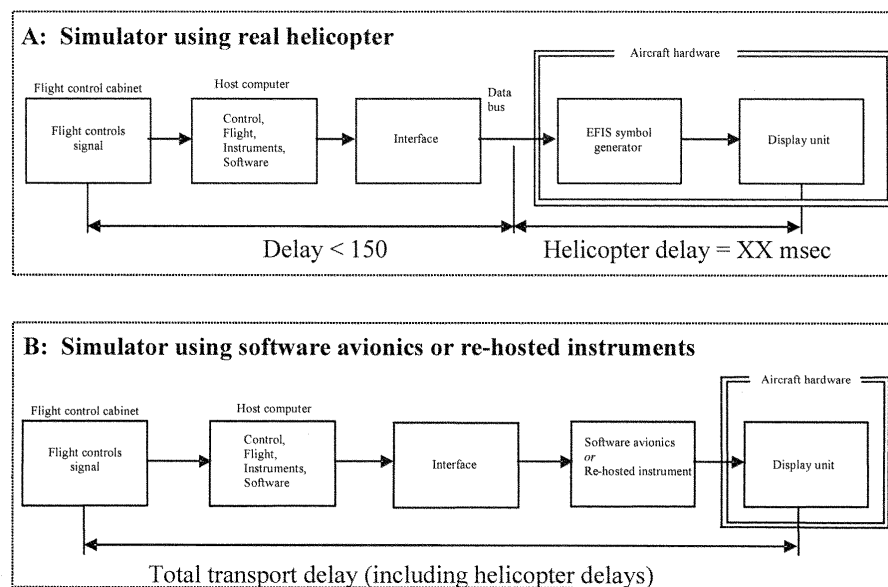 A: Simulator using real helicopter
Aircraft hardware
Flight control cabinet
Host computer
Data
bus
Flight controls
signal
Control,
Flight,
Instruments,
Software
Interface
EFIS symbol
generator
Display unit
Delay < 150
Helicopter delay = XX msec
B: Simulator using software avionics or re-hosted instruments
Aircraft hardware
Flight control cabinet
Host computer
Flight controls
signal
Control,
Flight,
Instruments,
Software
Interface
Software avionics
or
Re-hosted instrument
Display unit
Total transport delay (including helicopter delays)